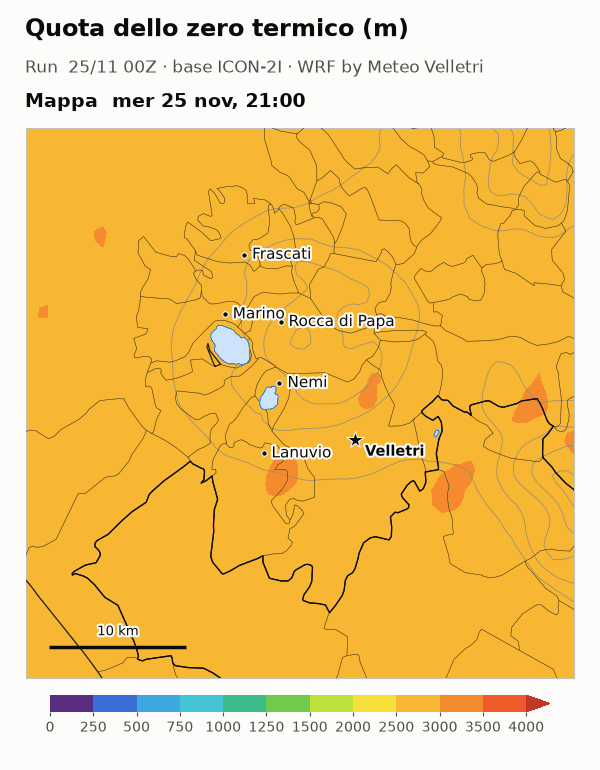 Quota dello zero termico (m)
Run  25/11 00Z · base ICON-2I · WRF by Meteo Velletri
Mappa  mer 25 nov, 21:00
Frascati
Marino
Rocca di Papa
Nemi
Velletri
Lanuvio
10 km
0 250 500 750 1000 1250 1500 2000 2500 3000 3500 4000